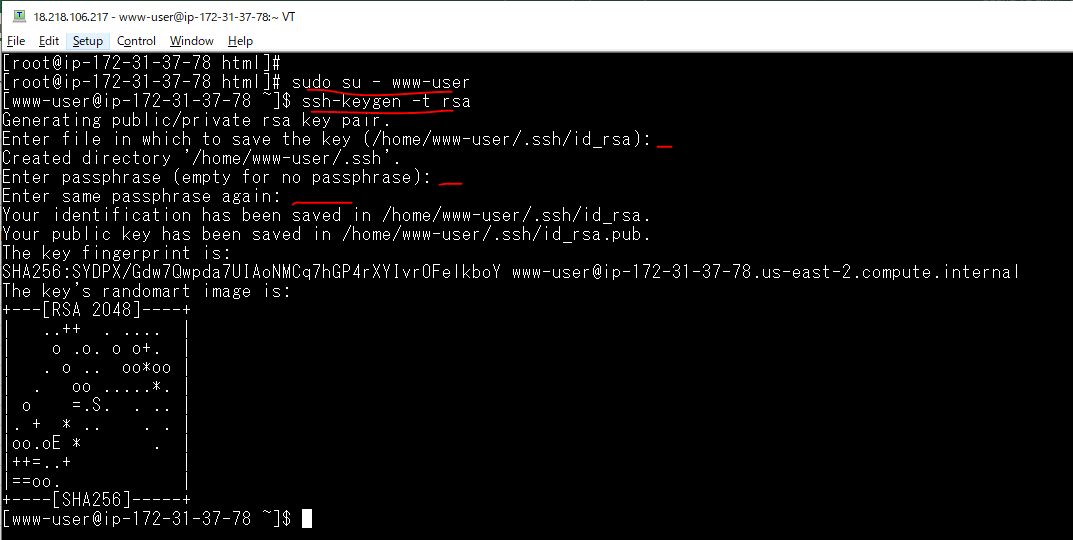 18.218.106.217 - www-user@ip-172-31-37-78:~ VT
File Edit Setup Control Window Help
[root@ip-172-31-37-78 html]#
[root@ip-172-31-37-78 html]# sudo su - www-user
[www-user@ip-172-31-37-78 ~]$ ssh-keygen -t rsa
Generating public/private rsa key pair.
Enter file in which to save the key (/home/www-user/.ssh/id_rsa):
Created directory '/home/www-user/.ssh'.
Enter passphrase (empty for no passphrase):
Enter same passphrase again:
Your identification has been saved in /home/www-user/.ssh/id_rsa.
Your public key has been saved in /home/www-user/.ssh/id_rsa.pub.
The key fingerprint is:
SHA256:SYDPX/Gdw7Qwpda7UIAoNMCq7hGP4rXYIvrOFeIkboY www-user@ip-172-31-37-78.us-east-2.compute.internal
The key's randomart image is:
+---[RSA 2048]----+
|    ..++  . ....  |
|     o .o. o o+.  |
|    . o ..  oo*oo |
|   .   oo .....*. |
|  o    =.S.  . .. |
|. +  * ..    . .  |
|oo.oE *       .   |
|++=..+            |
|==oo.             |
+----[SHA256]-----+
[www-user@ip-172-31-37-78 ~]$